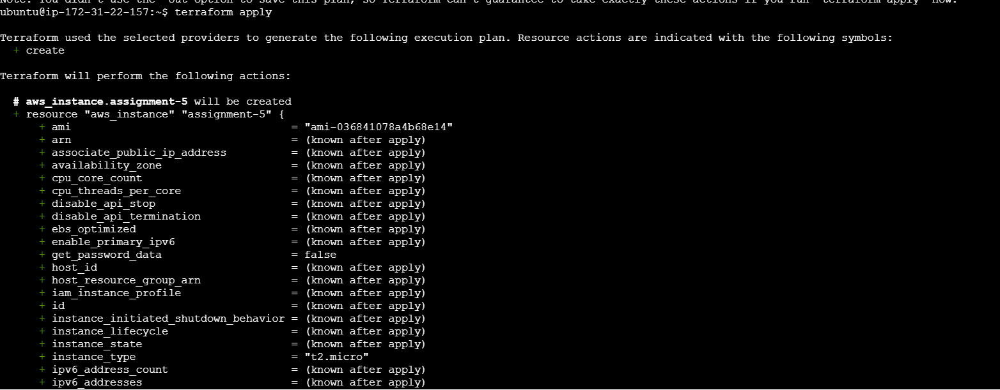 Note: You didn't use the -out option to save this plan, so Terraform can't guarantee to take exactly these actions if you run "terraform apply" now.
ubuntu@ip-172-31-22-157:~$ terraform apply
Terraform used the selected providers to generate the following execution plan. Resource actions are indicated with the following symbols:
+ create
Terraform will perform the following actions:
# aws_instance.assignment-5 will be created
+ resource "aws_instance" "assignment-5" {
+ ami = "ami-036841078a4b68e14"
+ arn = (known after apply)
+ associate_public_ip_address = (known after apply)
+ availability_zone = (known after apply)
+ cpu_core_count = (known after apply)
+ cpu_threads_per_core = (known after apply)
+ disable_api_stop = (known after apply)
+ disable_api_termination = (known after apply)
+ ebs_optimized = (known after apply)
+ enable_primary_ipv6 = (known after apply)
+ get_password_data = false
+ host_id = (known after apply)
+ host_resource_group_arn = (known after apply)
+ iam_instance_profile = (known after apply)
+ id = (known after apply)
+ instance_initiated_shutdown_behavior = (known after apply)
+ instance_lifecycle = (known after apply)
+ instance_state = (known after apply)
+ instance_type = "t2.micro"
+ ipv6_address_count = (known after apply)
+ ipv6_addresses = (known after apply)